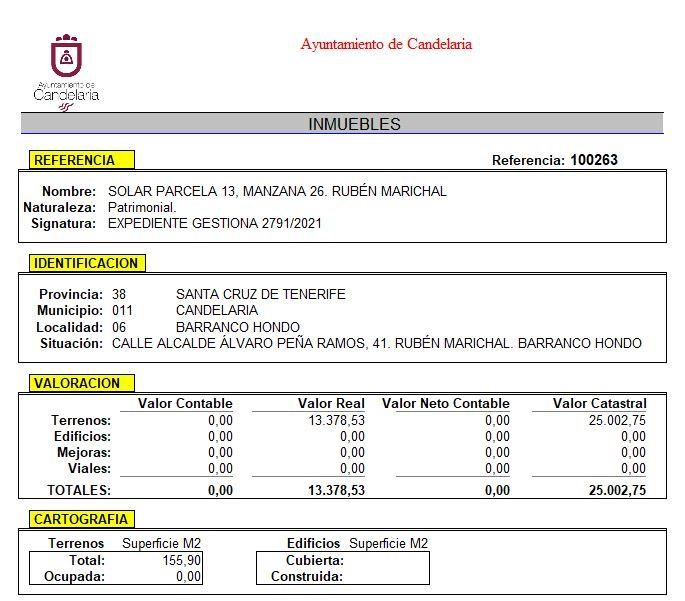 Ayuntamiento de Candelaria
Ayuntamiento de
Candelaria
INMUEBLES
REFERENCIA Referencia: 100263
Nombre: SOLAR PARCELA 13, MANZANA 26. RUBÉN MARICHAL
Naturaleza: Patrimonial.
Signatura: EXPEDIENTE GESTIONA 2791/2021
IDENTIFICACION
Provincia: 38 SANTA CRUZ DE TENERIFE
Municipio: 011 CANDELARIA
Localidad: 06 BARRANCO HONDO
Situación: CALLE ALCALDE ÁLVARO PEÑA RAMOS, 41. RUBÉN MARICHAL. BARRANCO HONDO
VALORACION
Valor Contable Valor Real Valor Neto Contable Valor Catastral
Terrenos: 0,00 13.378,53 0,00 25.002,75
Edificios: 0,00 0,00 0,00 0,00
Mejoras: 0,00 0,00 0,00 0,00
Viales: 0,00 0,00 0,00 0,00
TOTALES: 0,00 13.378,53 0,00 25.002,75
CARTOGRAFIA
Terrenos Superficie M2 Edificios Superficie M2
Total: 155,90 Cubierta:
Ocupada: 0,00 Construida: